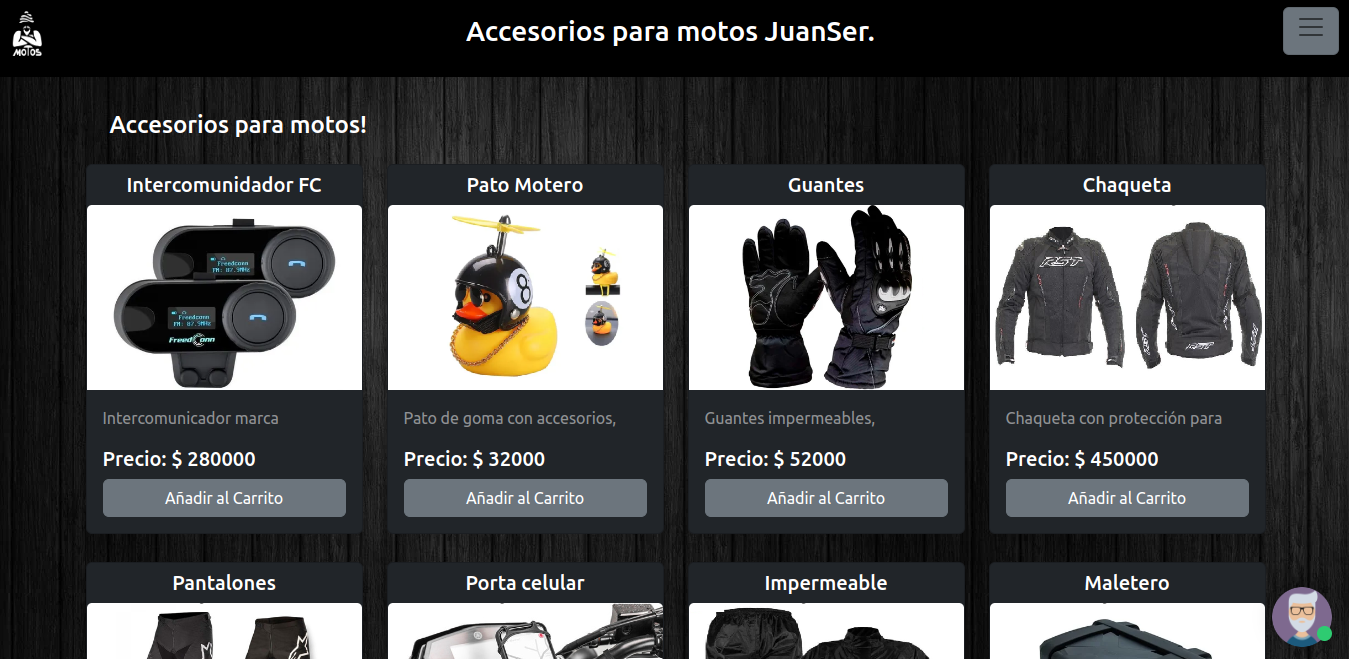 MOTOS
Accesorios para motos JuanSer.
Accesorios para motos!
Intercomunidador FC
Pato Motero
Guantes
Chaqueta
Freedconn
FM: 87.9MHz
Freedconn
FM: 87.9MHz
FreedConn
8
RST
RST
Intercomunicador marca
Pato de goma con accesorios,
Guantes impermeables,
Chaqueta con protección para
Precio: $ 280000
Precio: $ 32000
Precio: $ 52000
Precio: $ 450000
Añadir al Carrito
Añadir al Carrito
Añadir al Carrito
Añadir al Carrito
Pantalones
Porta celular
Impermeable
Maletero